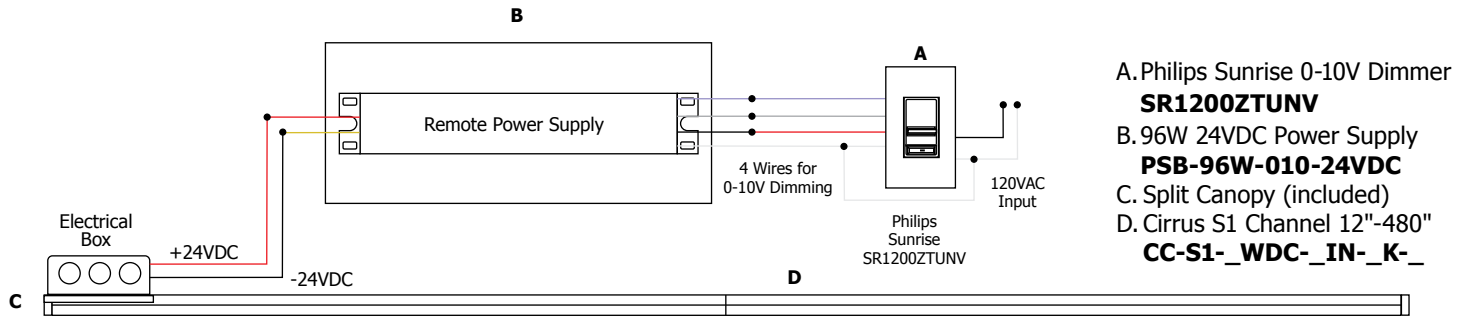 B
A
Remote Power Supply
4 Wires for
0-10V Dimming
120VAC
Input
Philips
Sunrise
SR1200ZTUNV
Electrical
Box
+24VDC
-24VDC
C
D
A. Philips Sunrise 0-10V Dimmer
SR1200ZTUNV
B. 96W 24VDC Power Supply
PSB-96W-010-24VDC
C. Split Canopy (included)
D. Cirrus S1 Channel 12"-480"
CC-S1-_WDC-_IN-_K-_